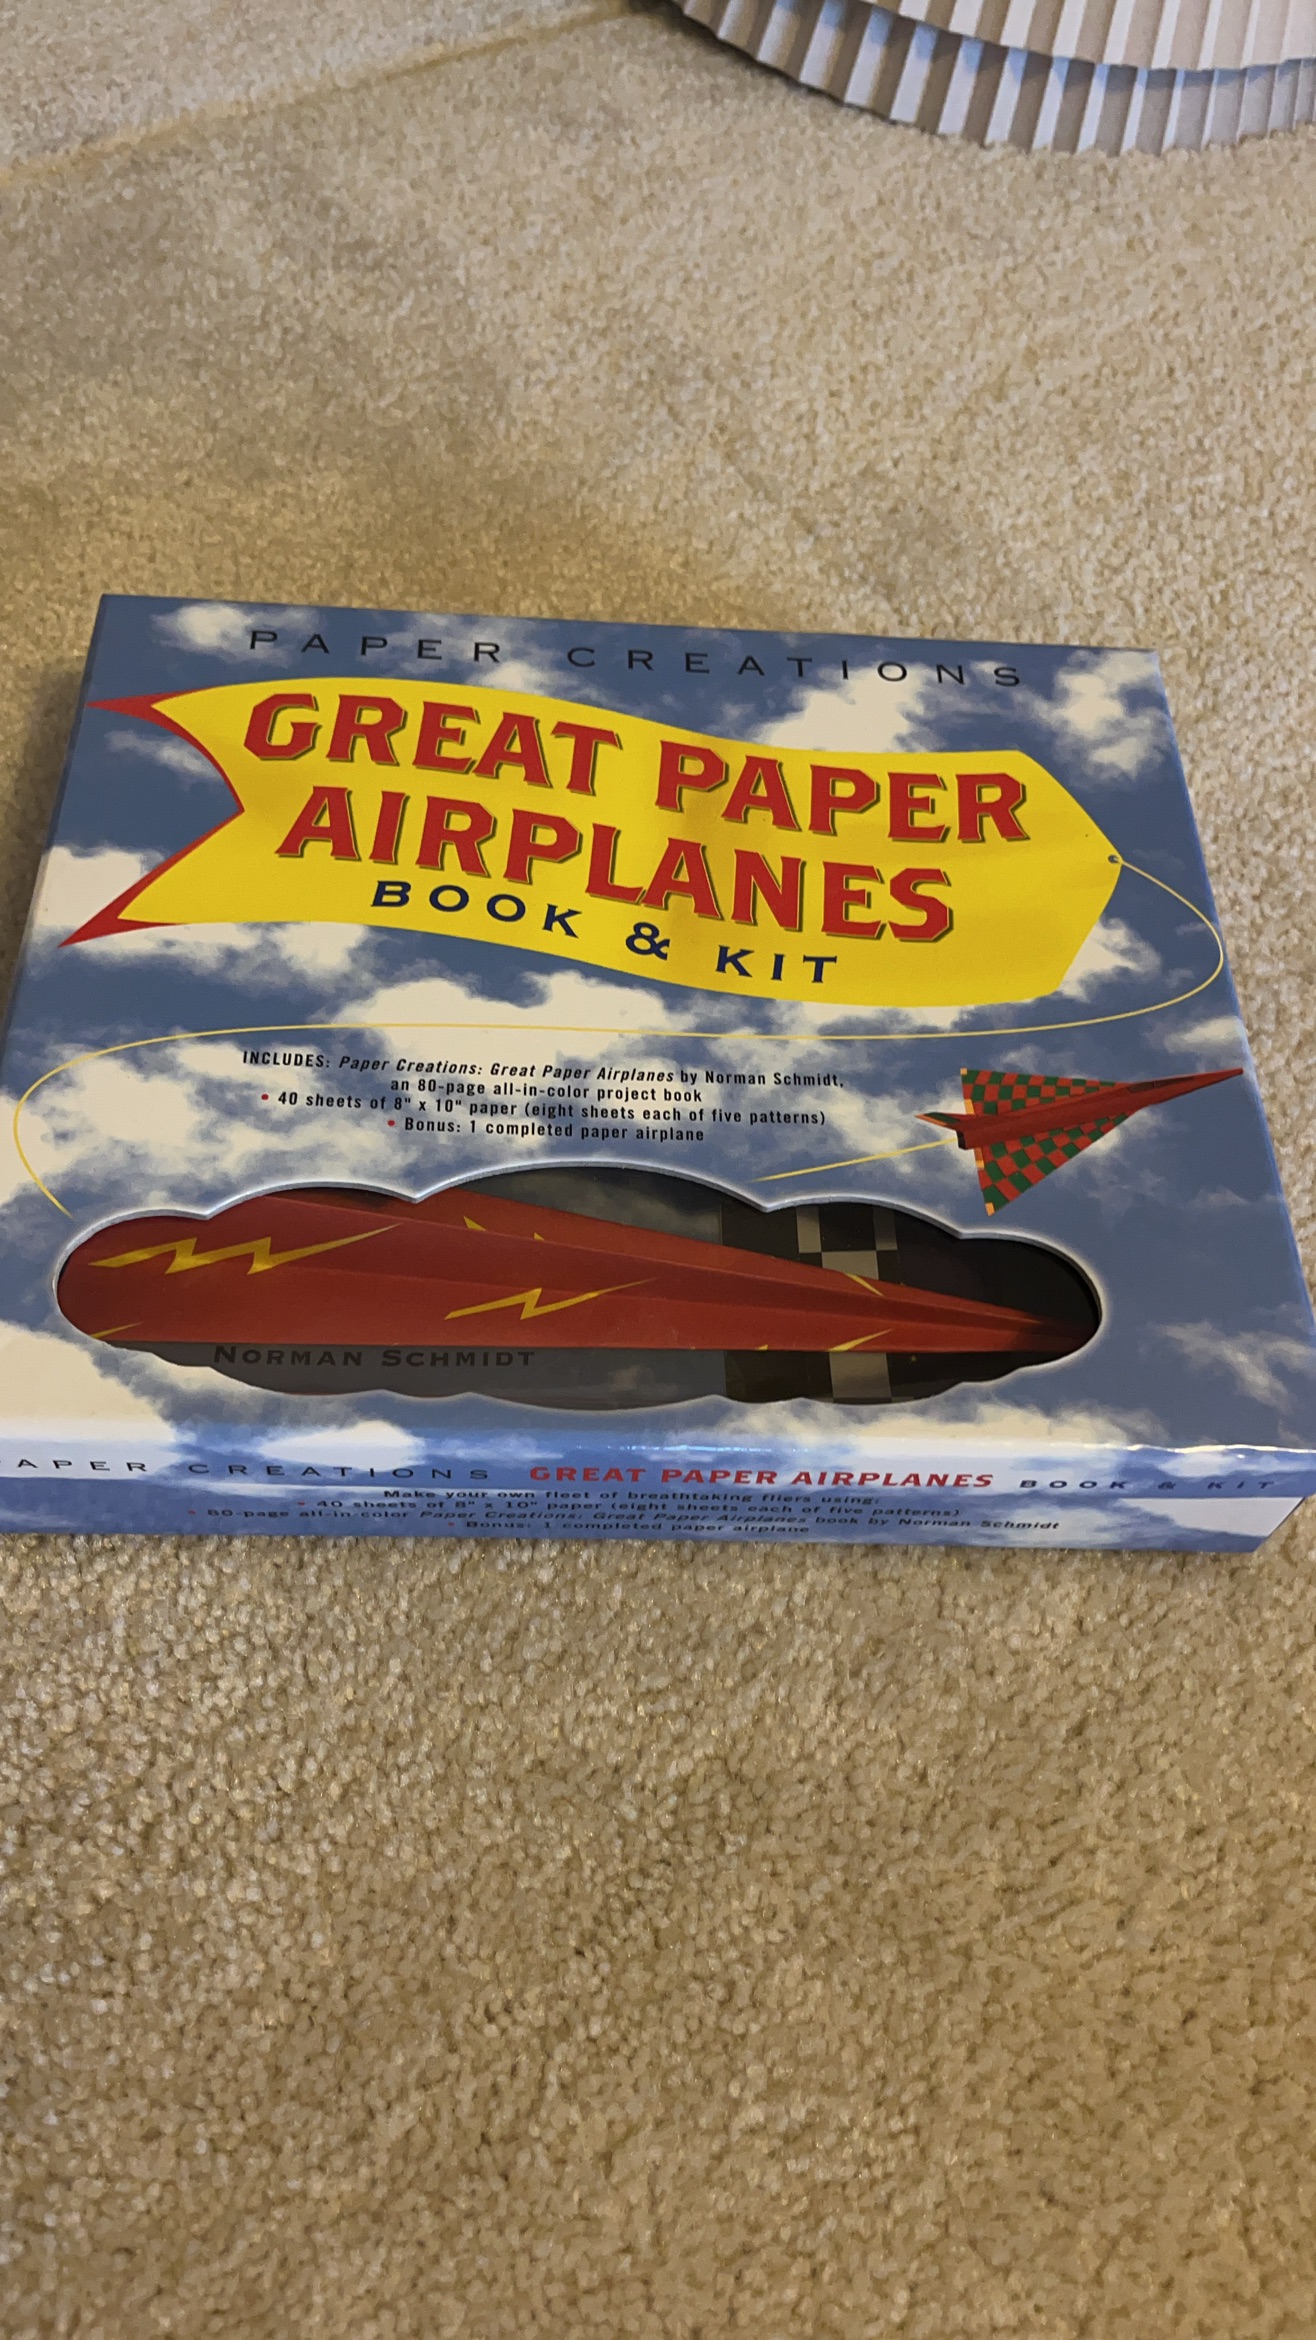 PAPER CREATIONS
GREAT PAPER
AIRPLANES
BOOK & KIT
INCLUDES: Paper Creations: Great Paper Airplanes by Norman Schmidt,
an 80-page all-in-color project book
• 40 sheets of 8" x 10" paper (eight sheets each of five patterns)
• Bonus: 1 completed paper airplane
NORMAN SCHMIDT
APER CREATIONS GREAT PAPER AIRPLANES BOOK & KIT
Make your own fleet of breathtaking fliers using:
• 40 sheets of 8" x 10" paper (eight sheets each of five patterns)
• 80-page all-in-color Paper Creations: Great Paper Airplanes book by Norman Schmidt
• Bonus: 1 completed paper airplane